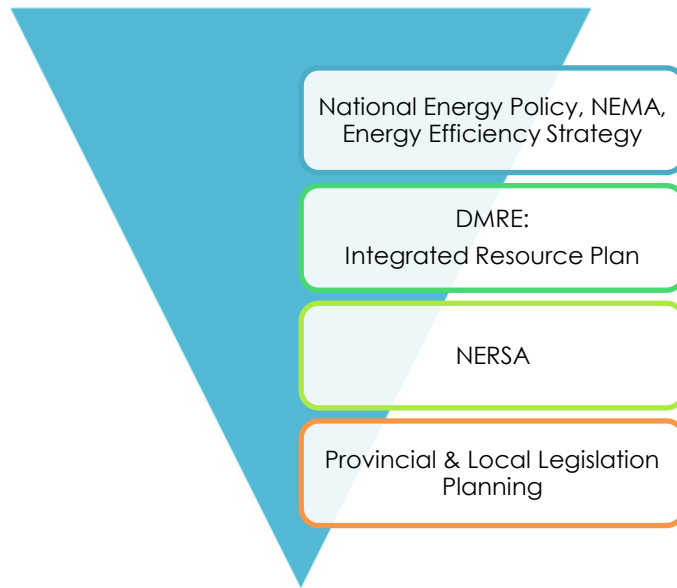 National Energy Policy, NEMA,
Energy Efficiency Strategy
DMRE:
Integrated Resource Plan
NERSA
Provincial & Local Legislation
Planning